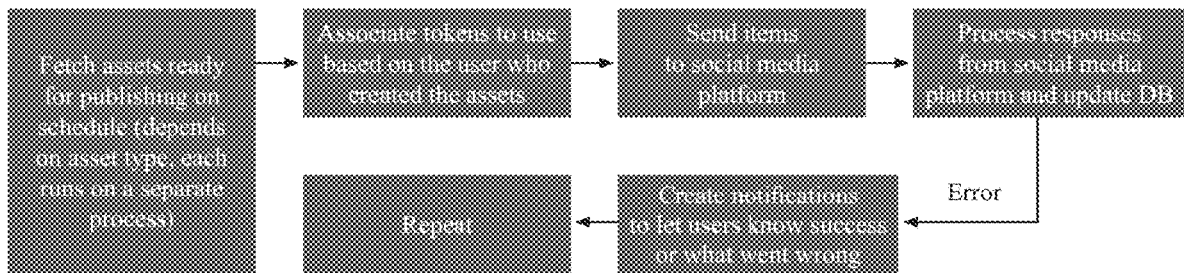 Fetch assets ready
for publishing on
schedule (depends
on asset type, each
runs on a separate
process)
Associate tokens to use
based on the user who
created the assets
Send items
to social media
platform
Process responses
from social media
platform and update DB
Error
Create notifications
to let users know success
or what went wrong
Repeat